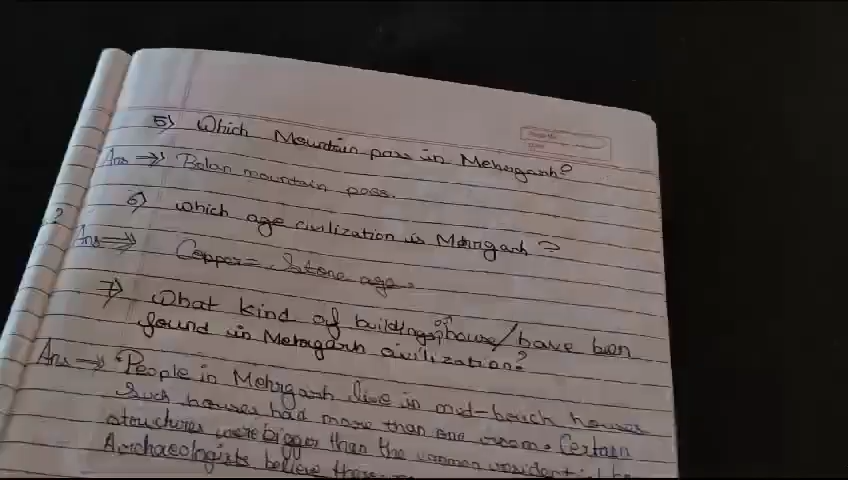 5) Which Mountain pass in Mehrgarh?
Ans => Bolan mountain pass.
6) which age civilization is Mehrgarh?
Ans => Copper = Stone age.
7) What kind of buildings or house/have been
found in Mehrgarh civilization?
Ans => People in Mehrgarh live in mud-brick houses
Such houses had more than one room. Certain
structures were bigger than the common residential
Archaeologists believe these